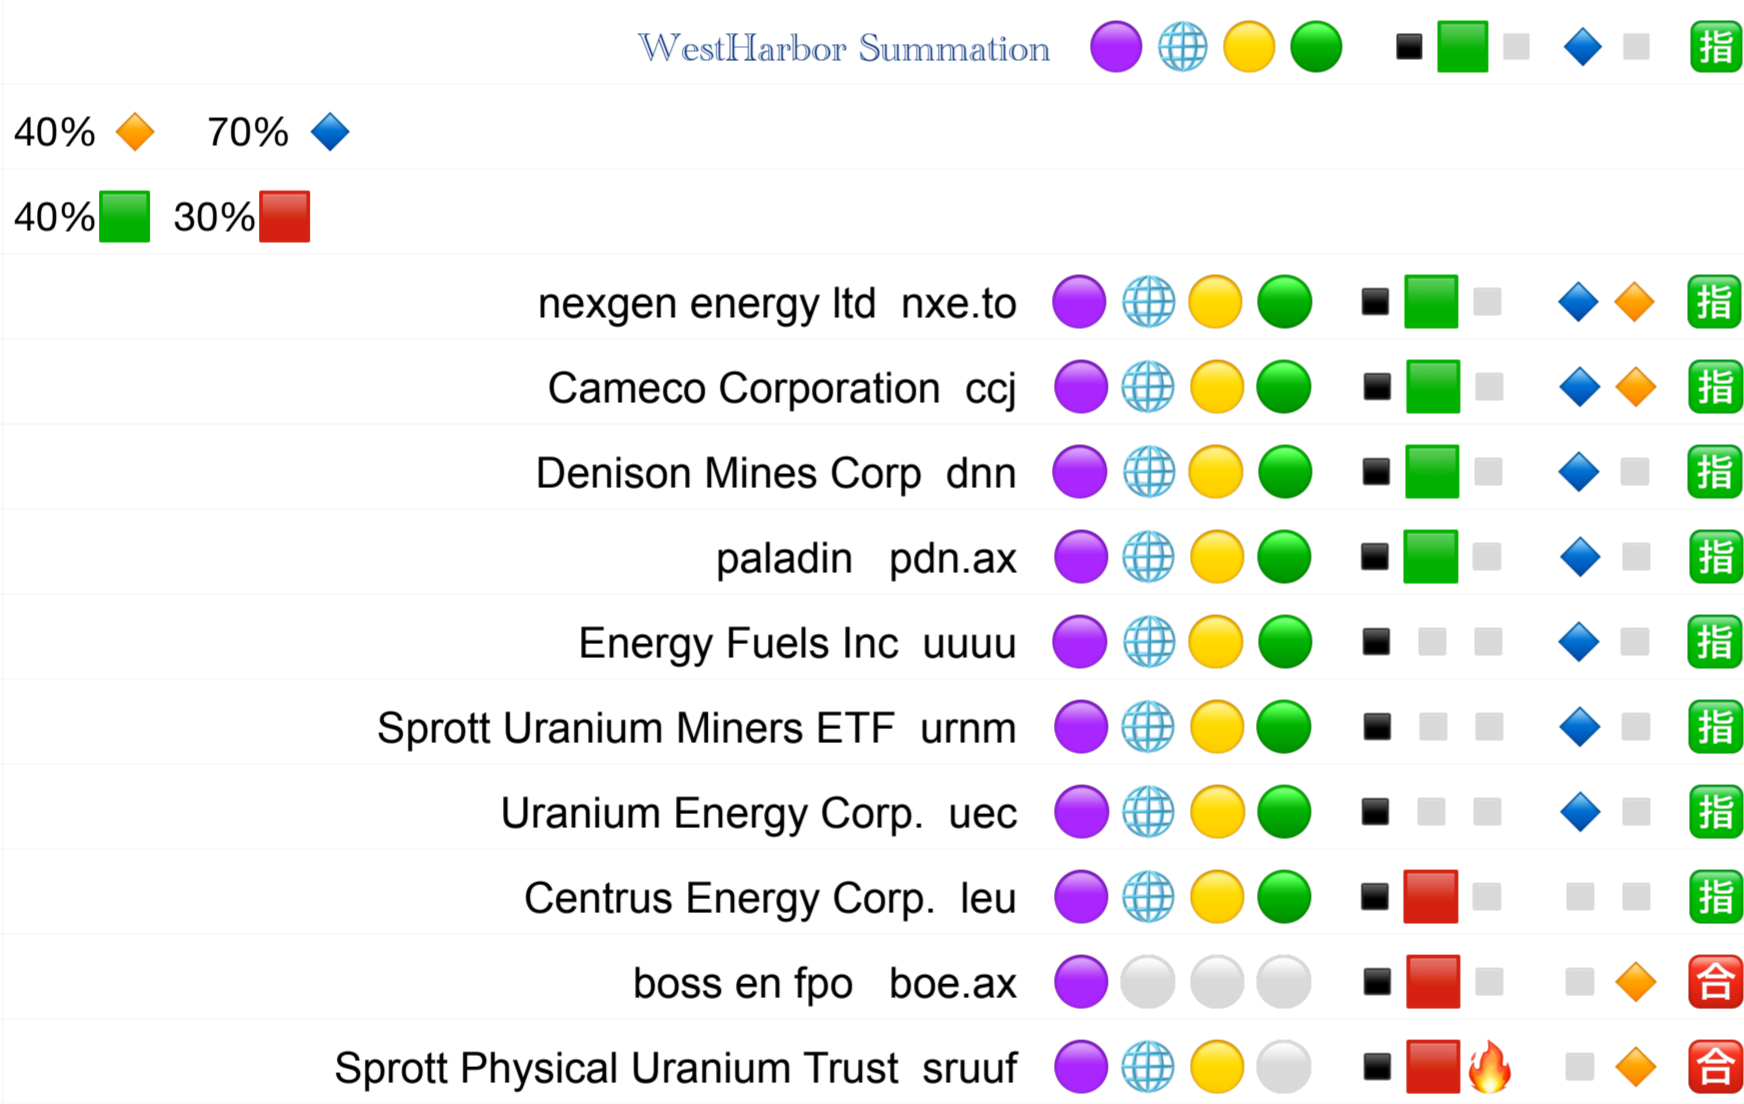 WestHarbor Summation 🟣 🌐 🟡 🟢 ▪️ 🟩 ◽ 🔹 ◽ 🈯
40% 🔸 70% 🔹
40% 🟩 30% 🟥
nexgen energy ltd nxe.to 🟣 🌐 🟡 🟢 ▪️ 🟩 ◽ 🔹 🔸 🈯
Cameco Corporation ccj 🟣 🌐 🟡 🟢 ▪️ 🟩 ◽ 🔹 🔸 🈯
Denison Mines Corp dnn 🟣 🌐 🟡 🟢 ▪️ 🟩 ◽ 🔹 ◽ 🈯
paladin pdn.ax 🟣 🌐 🟡 🟢 ▪️ 🟩 ◽ 🔹 ◽ 🈯
Energy Fuels Inc uuuu 🟣 🌐 🟡 🟢 ▪️ ◽ ◽ 🔹 ◽ 🈯
Sprott Uranium Miners ETF urnm 🟣 🌐 🟡 🟢 ▪️ ◽ ◽ 🔹 ◽ 🈯
Uranium Energy Corp. uec 🟣 🌐 🟡 🟢 ▪️ ◽ ◽ 🔹 ◽ 🈯
Centrus Energy Corp. leu 🟣 🌐 🟡 🟢 ▪️ 🟥 ◽ ◽ ◽ 🈯
boss en fpo boe.ax 🟣 ⚪ ⚪ ⚪ ▪️ 🟥 ◽ ◽ 🔸 🈴
Sprott Physical Uranium Trust sruuf 🟣 🌐 🟡 ⚪ ▪️ 🟥 🔥 ◽ 🔸 🈴